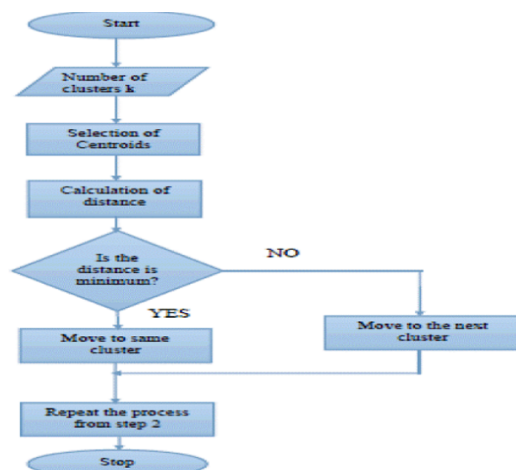 Start
Number of
clusters k
Selection of
Centroids
Calculation of
distance
Is the
distance is
minimum?
NO
YES
Move to same
cluster
Move to the next
cluster
Repeat the process
from step 2
Stop